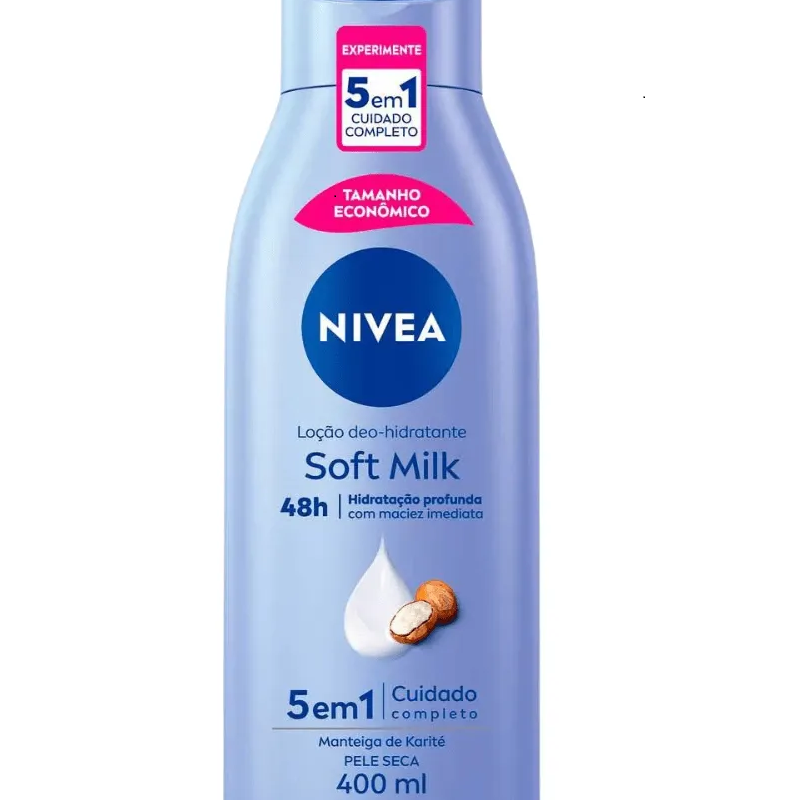 EXPERIMENTE
5em1
CUIDADO
COMPLETO
TAMANHO
ECONÔMICO
NIVEA
Loção deo-hidratante
Soft Milk
48h | Hidratação profunda
com maciez imediata
5em1 | Cuidado
completo
Manteiga de Karité
PELE SECA
400 ml